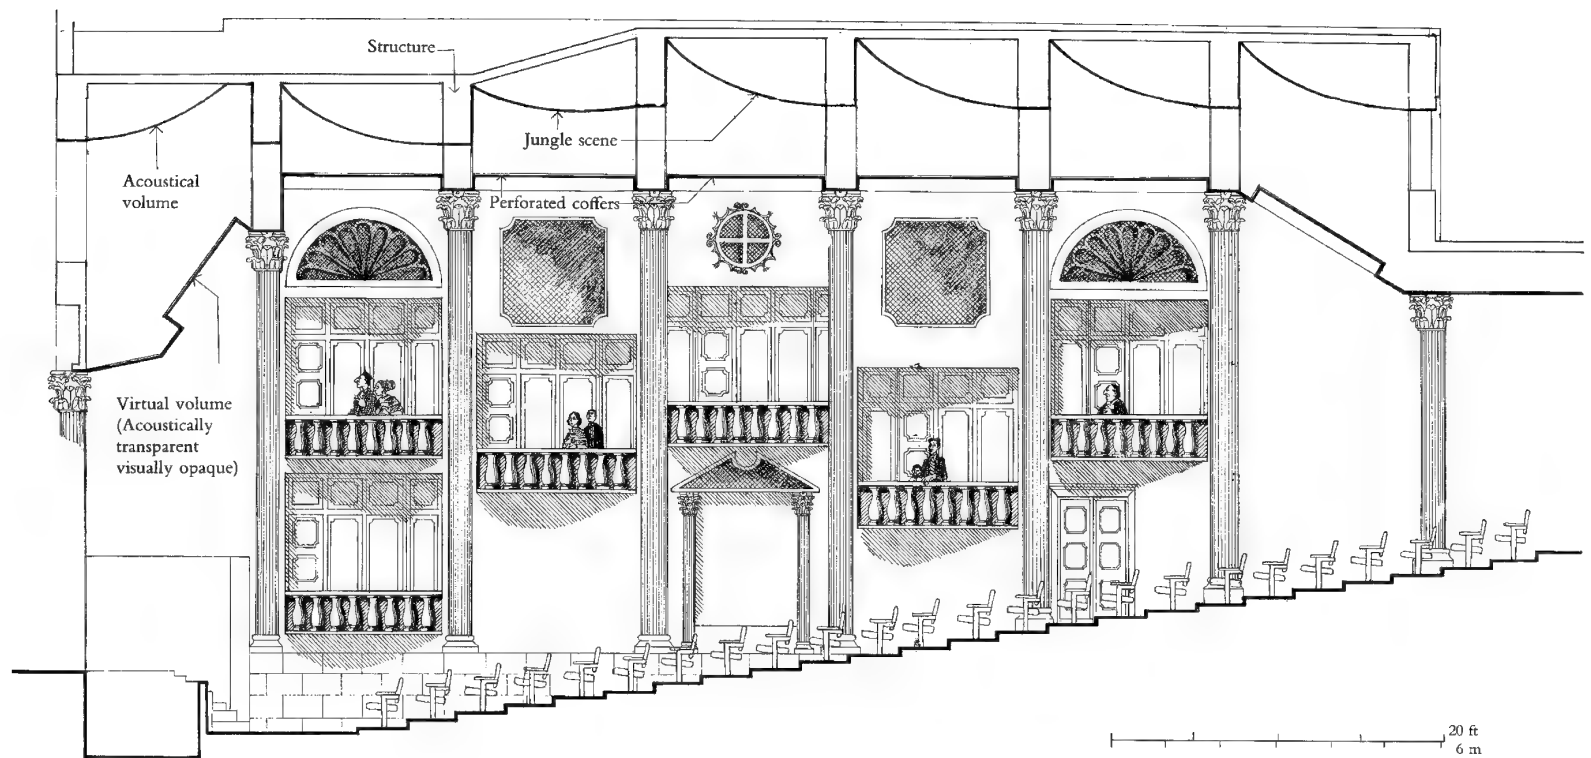 Structure
Jungle scene
Acoustical
volume
Perforated coffers
Virtual volume
(Acoustically
transparent
visually opaque)
20 ft
6 m